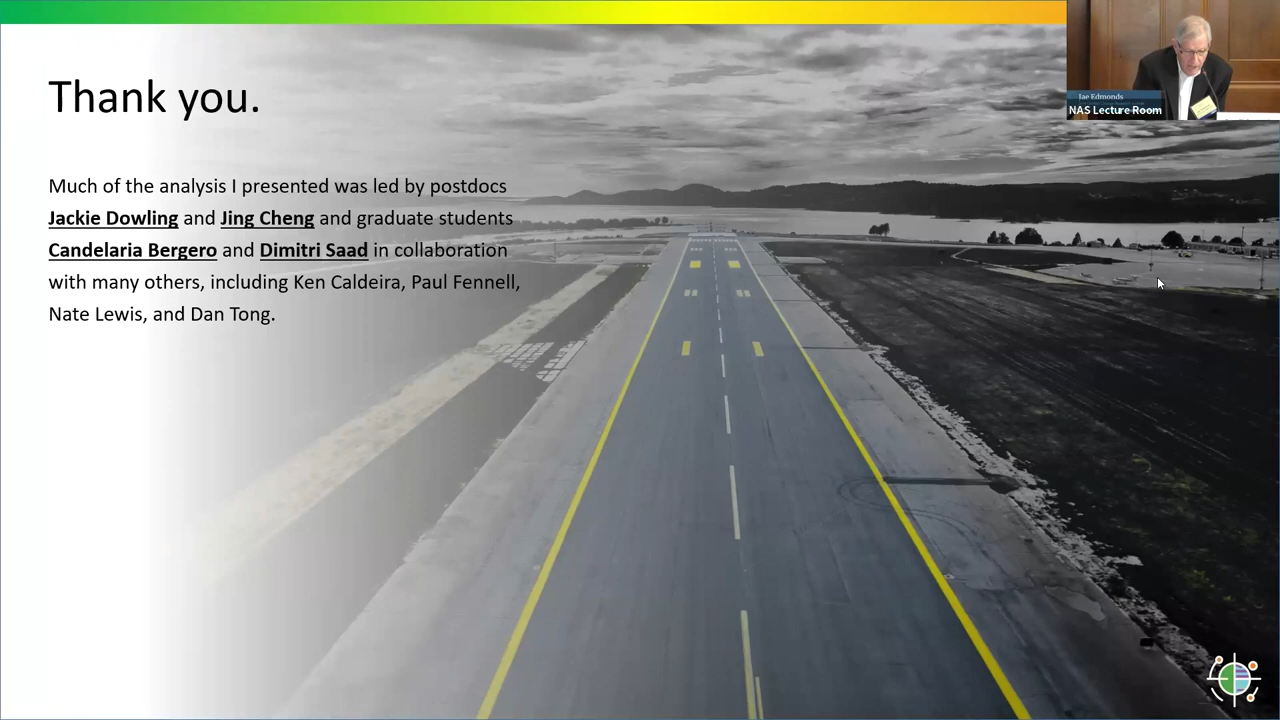 Thank you.
Much of the analysis I presented was led by postdocs
Jackie Dowling and Jing Cheng and graduate students
Candelaria Bergero and Dimitri Saad in collaboration
with many others, including Ken Caldeira, Paul Fennell,
Nate Lewis, and Dan Tong.
Jae Edmonds
NAS Lecture Room